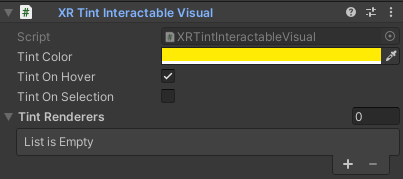 XR Tint Interactable Visual
Script XRTintInteractableVisual
Tint Color
Tint On Hover
Tint On Selection
Tint Renderers 0
List is Empty